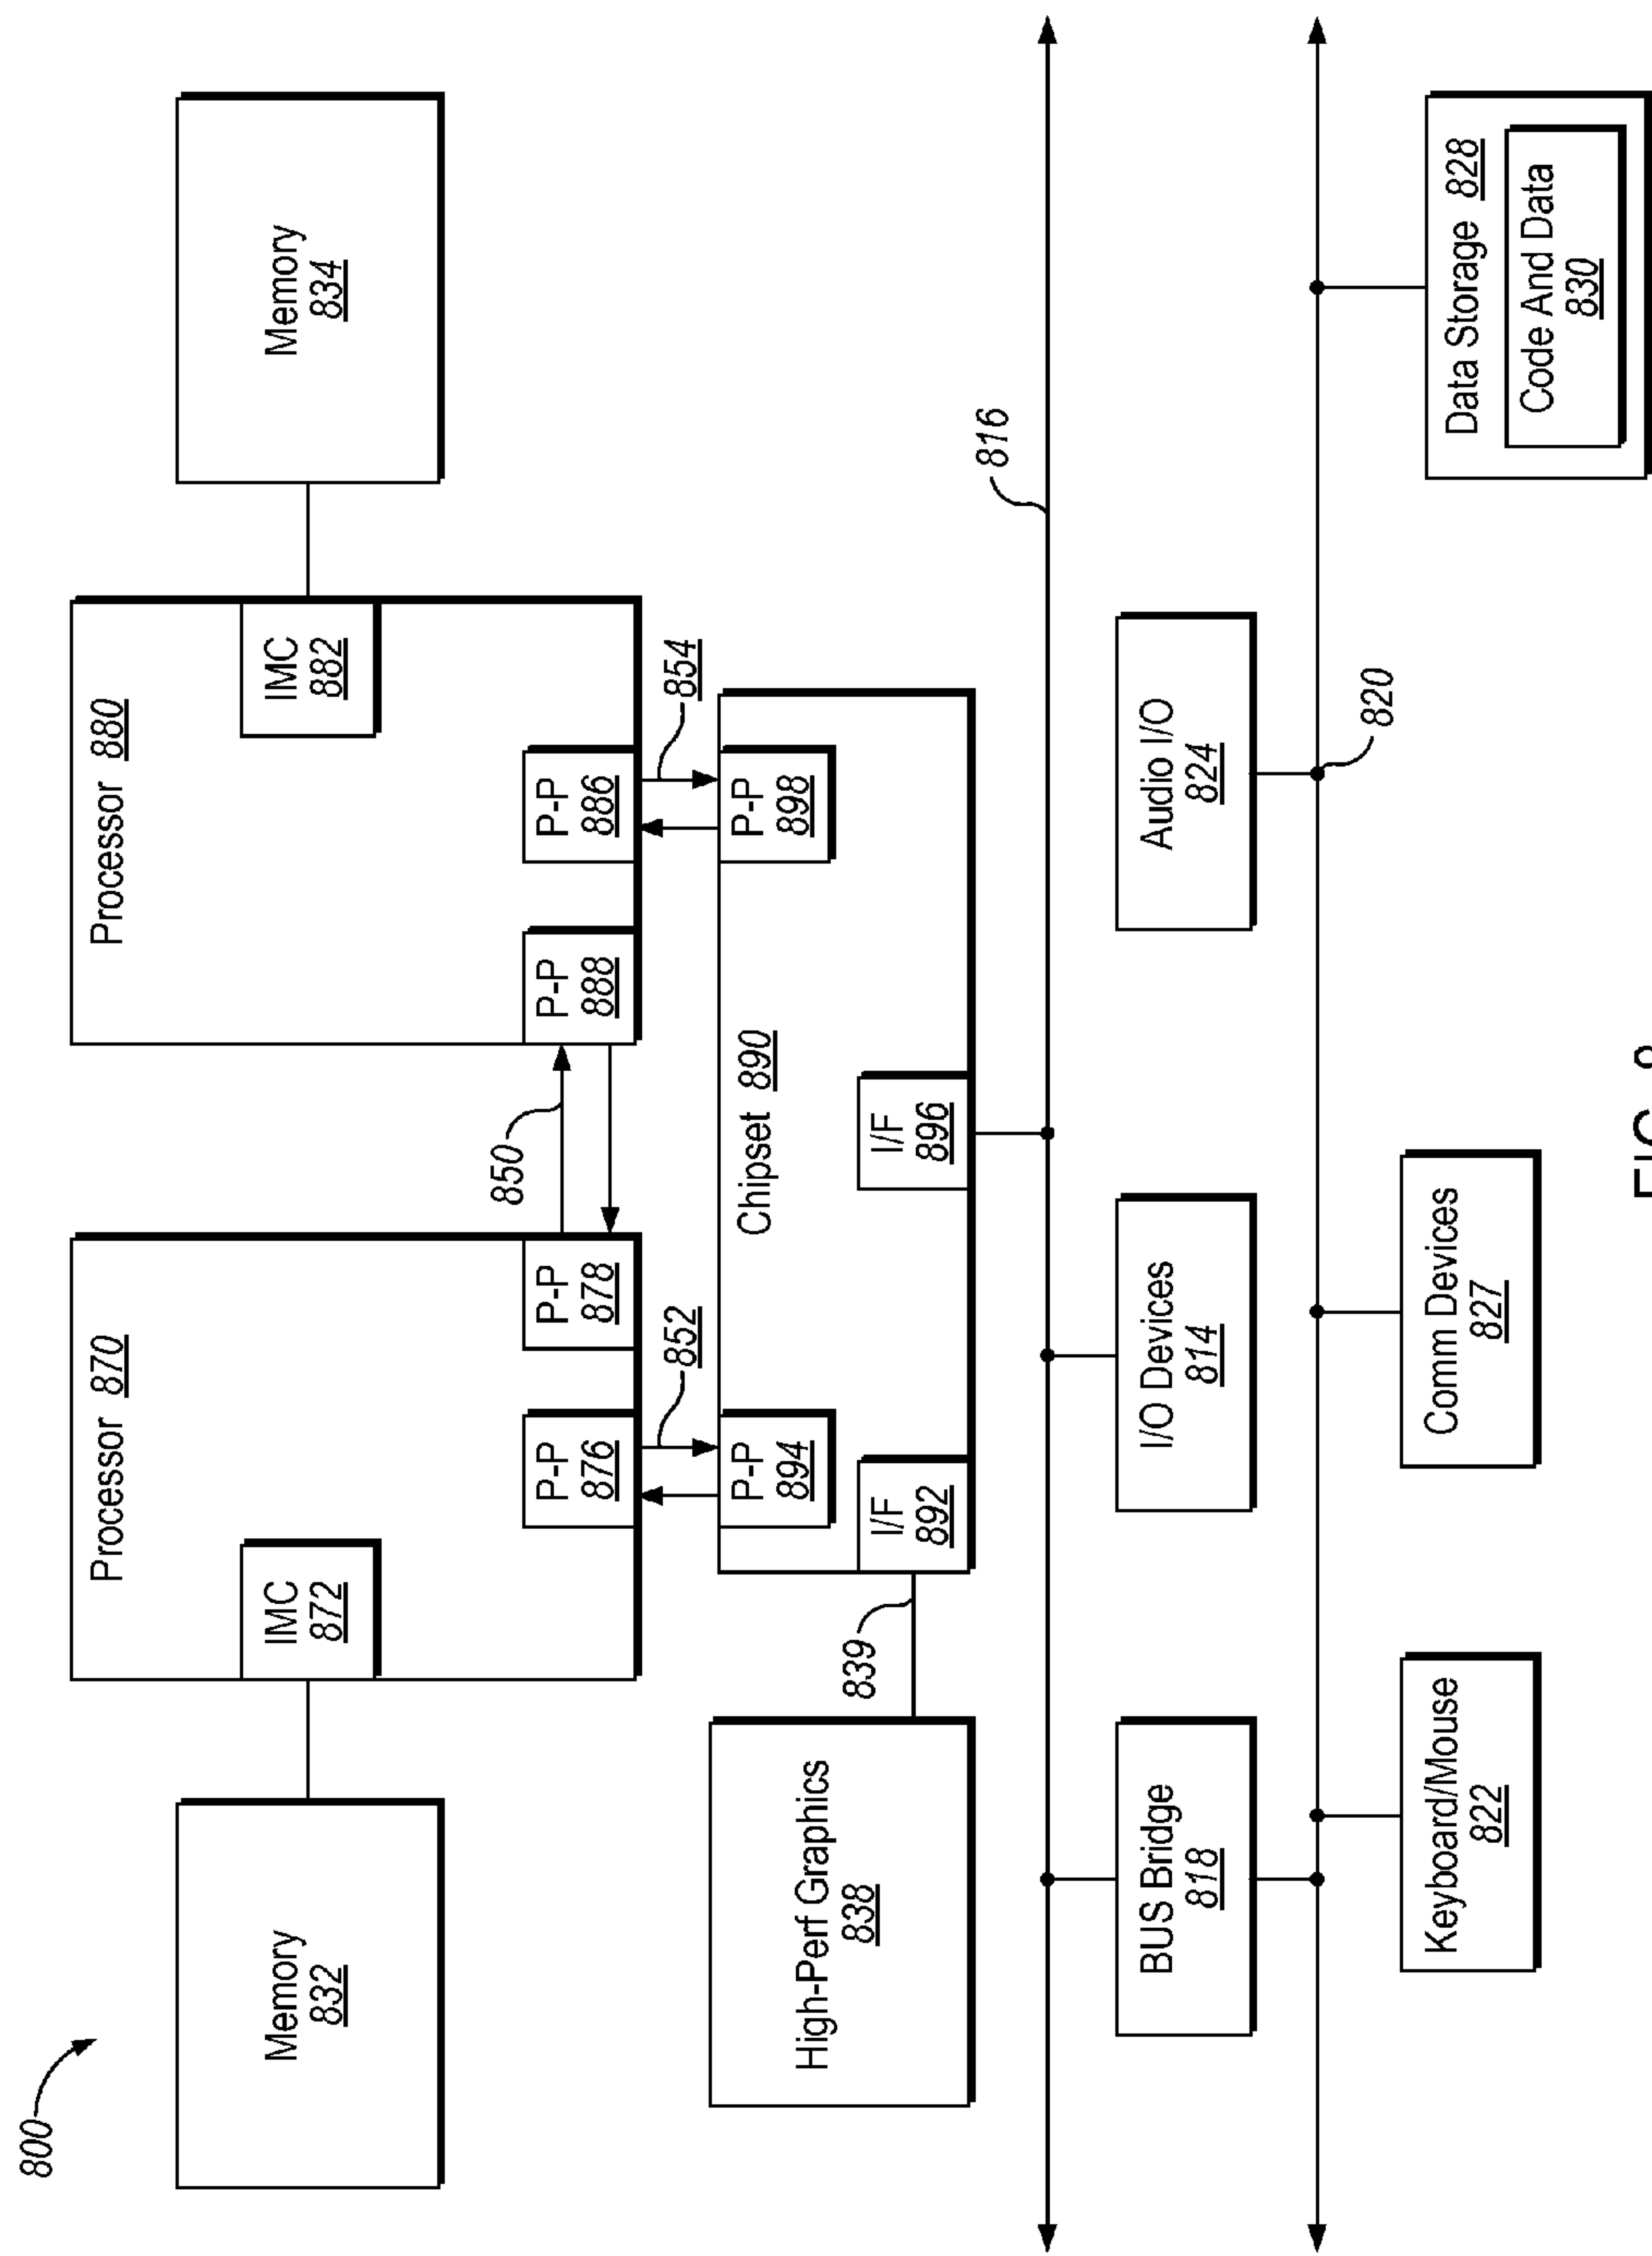 800
Memory
832
Processor 870
IMC
872
P-P
876
P-P
878
850
Processor 880
IMC
882
P-P
888
P-P
886
Memory
834
852
854
High-Perf Graphics
838
839
Chipset 890
P-P
894
P-P
898
I/F
892
I/F
896
816
BUS Bridge
818
I/O Devices
814
Audio I/O
824
820
Keyboard/Mouse
822
Comm Devices
827
Data Storage 828
Code And Data
830